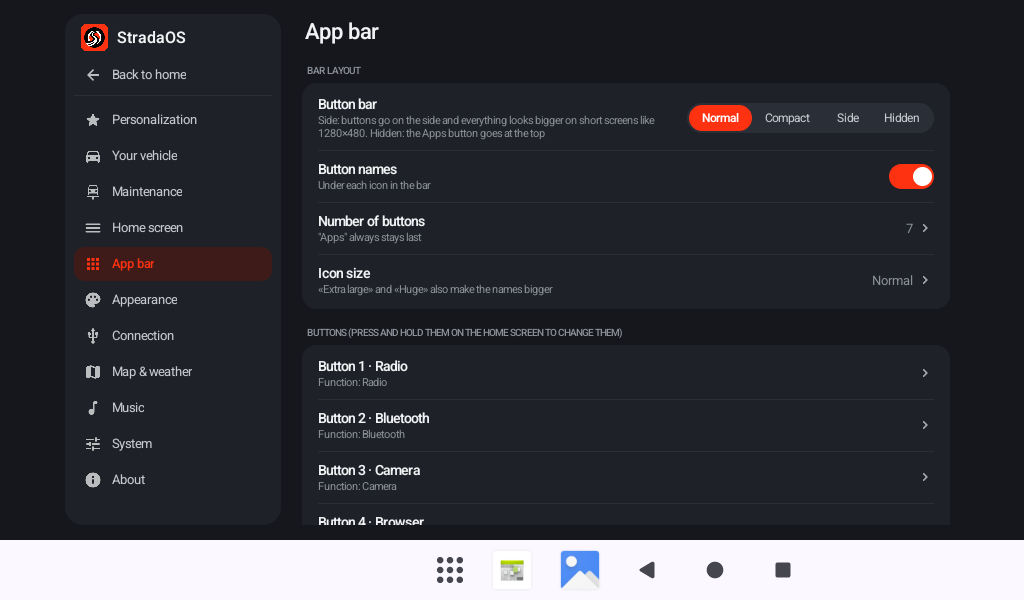 StradaOS
Back to home
Personalization
Your vehicle
Maintenance
Home screen
App bar
Appearance
Connection
Map & weather
Music
System
About
App bar
BAR LAYOUT
Button bar
Side: buttons go on the side and everything looks bigger on short screens like
1280×480. Hidden: the Apps button goes at the top
Normal
Compact
Side
Hidden
Button names
Under each icon in the bar
Number of buttons
"Apps" always stays last
7
Icon size
«Extra large» and «Huge» also make the names bigger
Normal
BUTTONS (PRESS AND HOLD THEM ON THE HOME SCREEN TO CHANGE THEM)
Button 1 · Radio
Function: Radio
Button 2 · Bluetooth
Function: Bluetooth
Button 3 · Camera
Function: Camera
Button 4 · Browser